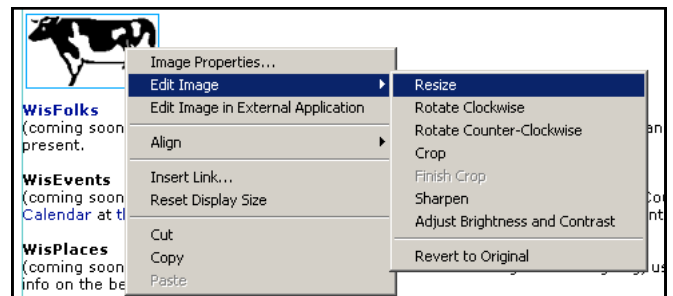 Image Properties...
Edit Image
Edit Image in External Application
Align
Insert Link...
Reset Display Size
Cut
Copy
Paste
Resize
Rotate Clockwise
Rotate Counter-Clockwise
Crop
Finish Crop
Sharpen
Adjust Brightness and Contrast
Revert to Original
WisFolks
(coming soon
present.
WisEvents
(coming soon
Calendar at
WisPlaces
(coming soon
info on the be